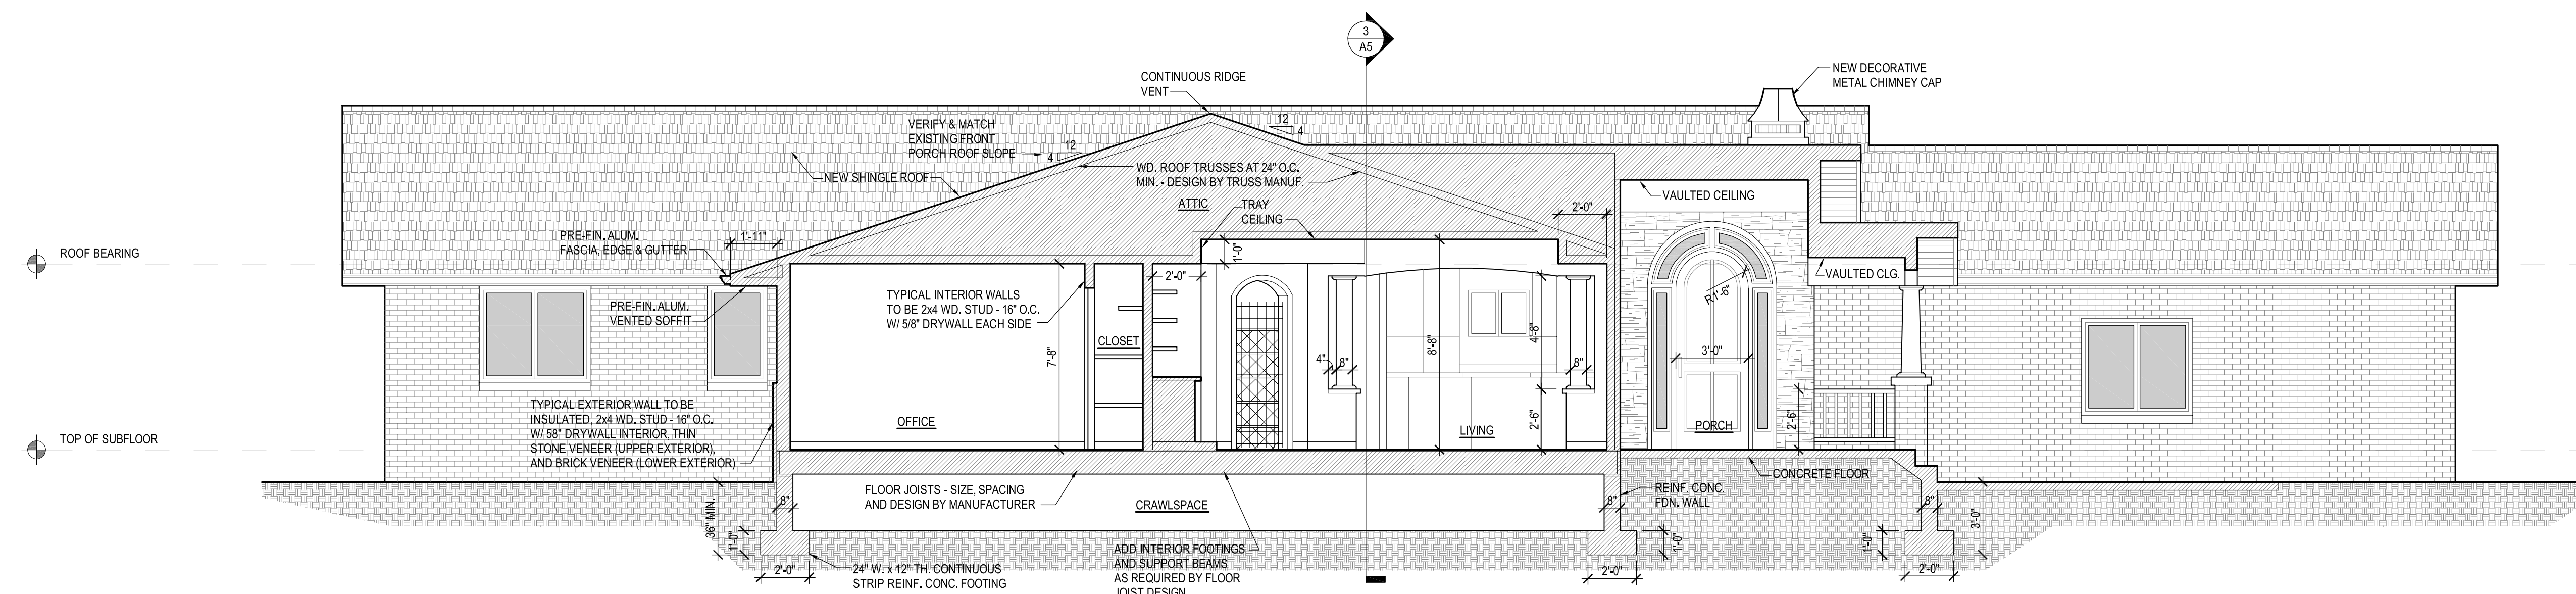 3
A5
CONTINUOUS RIDGE
VENT
NEW DECORATIVE
METAL CHIMNEY CAP
VERIFY & MATCH
EXISTING FRONT
PORCH ROOF SLOPE
12
4
12
4
WD. ROOF TRUSSES AT 24" O.C.
MIN. - DESIGN BY TRUSS MANUF.
NEW SHINGLE ROOF
ATTIC
TRAY
CEILING
2'-0"
VAULTED CEILING
PRE-FIN. ALUM.
FASCIA, EDGE & GUTTER
1'-11"
1'-0"
ROOF BEARING
2'-0"
VAULTED CLG.
PRE-FIN. ALUM.
VENTED SOFFIT
TYPICAL INTERIOR WALLS
TO BE 2x4 WD. STUD - 16" O.C.
W/ 5/8" DRYWALL EACH SIDE
R1'-6"
CLOSET
7'-8"
8'-8"
4'-8"
4"
8"
8"
3'-0"
TYPICAL EXTERIOR WALL TO BE
INSULATED, 2x4 WD. STUD - 16" O.C.
W/ 58" DRYWALL INTERIOR, THIN
STONE VENEER (UPPER EXTERIOR),
AND BRICK VENEER (LOWER EXTERIOR)
OFFICE
LIVING
2'-6"
PORCH
2'-6"
TOP OF SUBFLOOR
CONCRETE FLOOR
FLOOR JOISTS - SIZE, SPACING
AND DESIGN BY MANUFACTURER
CRAWLSPACE
REINF. CONC.
FDN. WALL
8"
8"
8"
36" MIN.
1'-0"
1'-0"
1'-0"
3'-0"
2'-0"
24" W. x 12" TH. CONTINUOUS
STRIP REINF. CONC. FOOTING
ADD INTERIOR FOOTINGS
AND SUPPORT BEAMS
AS REQUIRED BY FLOOR
JOIST DESIGN
2'-0"
2'-0"